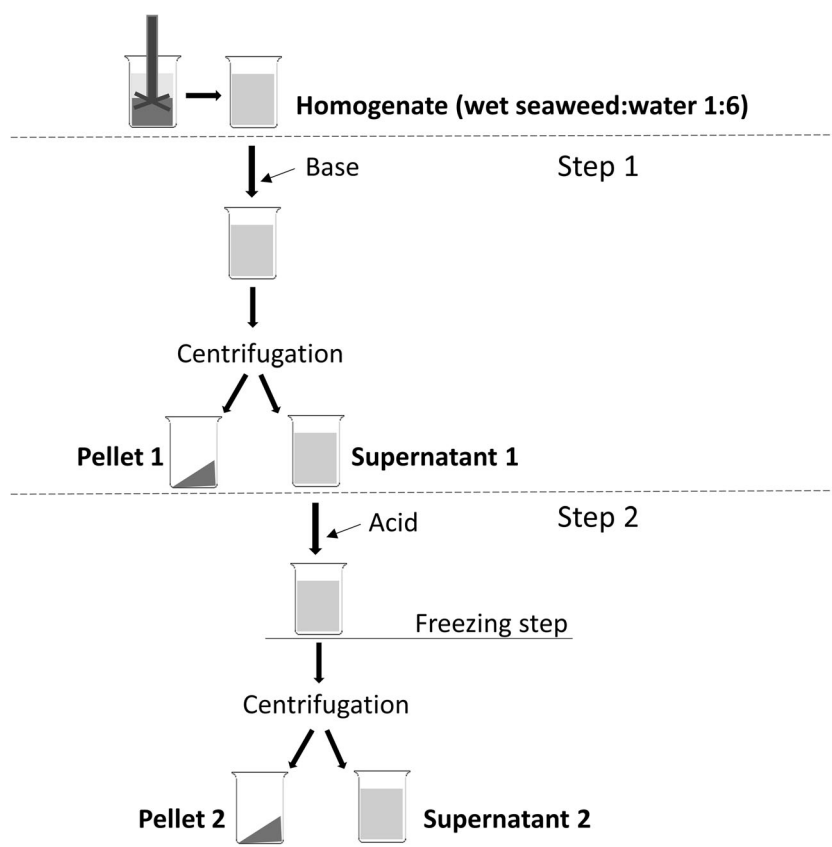 Homogenate (wet seaweed:water 1:6)
Base
Step 1
Centrifugation
Pellet 1
Supernatant 1
Step 2
Acid
Freezing step
Centrifugation
Pellet 2
Supernatant 2